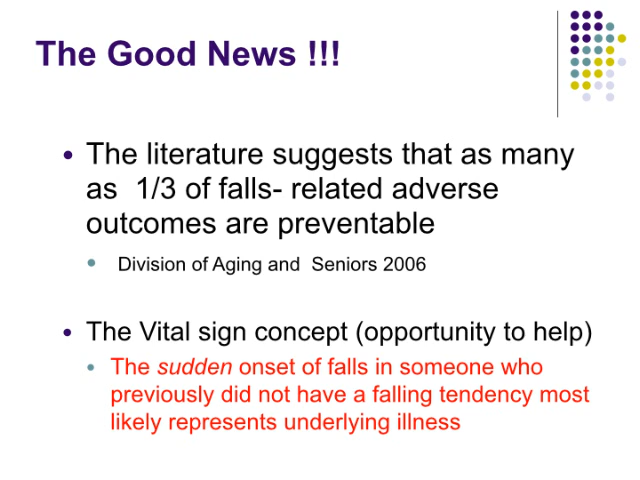 The Good News !!!
The literature suggests that as many
as 1/3 of falls- related adverse
outcomes are preventable
Division of Aging and Seniors 2006
The Vital sign concept (opportunity to help)
The sudden onset of falls in someone who
previously did not have a falling tendency most
likely represents underlying illness